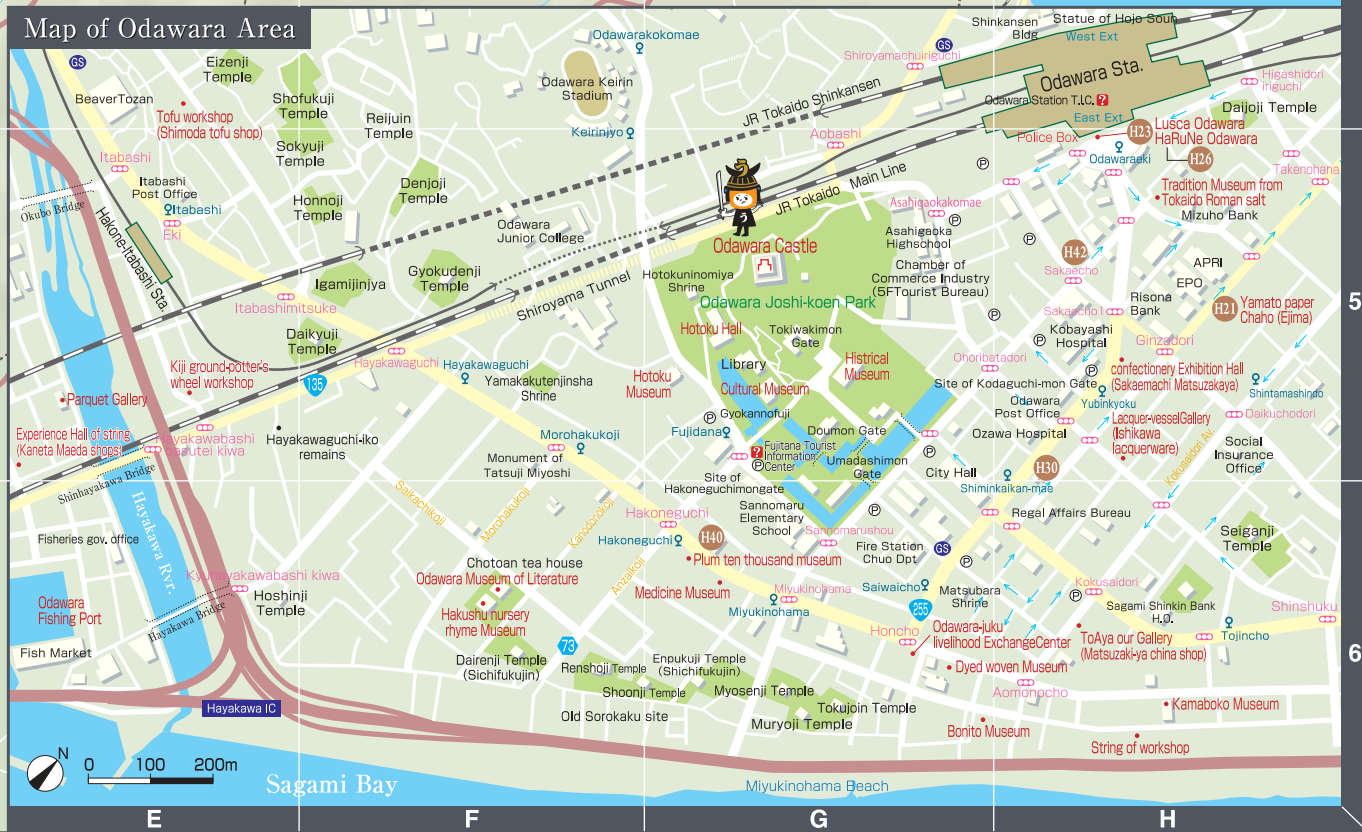 Map of Odawara Area
Shinkansen
Bldg
Statue of Hojo Soun
West Ext
Odawarakokomae
GS
GS
Shiroyamachuiriguchi
Eizenji
Temple
BeaverTozan
Tofu workshop
(Shimoda tofu shop)
Shofukuji
Temple
Reijuin
Temple
Sokyuji
Temple
Odawara Keirin
Stadium
Keirinjyo
JR Tokaido Shinkansen
Aobashi
Odawara Sta.
Odawara Station T.I.C.
?
East Ext
Higashidori
iriguchi
Daijoji Temple
Police Box
H23
Lusca Odawara
HaRuNe Odawara
H26
Odawaraeki
Takenohana
Tradition Museum from
Tokaido Roman salt
Mizuho Bank
Itabashi
Itabashi
Post Office
Itabashi
Eki
Okubo Bridge
Hakone-Itabashi Sta.
Honnoji
Temple
Denjoji
Temple
Odawara
Junior College
JR Tokaido Main Line
P
Asahigaokakomae
P
Asahigaoka
Highschool
P
H42
Sakaecho
Odawara Castle
Hotokuninomiya
Shrine
Chamber of
Commerce Industry
(5FTourist Bureau)
APRI
EPO
Igamijinjya
Gyokudenji
Temple
Shiroyama Tunnel
Itabashimitsuke
Odawara Joshi-koen Park
Risona
Bank
H21
Yamato paper
Chaho (Ejima)
5
Sakaecho1
P
Kobayashi
Hospital
P
Ginzadori
Daikyuji
Temple
Hotoku Hall
Tokiwakimon
Gate
Hayakawaguchi
Hayakawaguchi
Kiji ground-potter's
wheel workshop
135
Library
Histrical
Museum
Ohoribatadori
P
confectionery Exhibition Hall
(Sakaemachi Matsuzakaya)
Parquet Gallery
Yamakakutenjinsha
Shrine
Hotoku
Museum
Cultural Museum
Site of Kodaguchi-mon Gate
Yubinkyoku
Shintamashindo
Odawara
Post Office
Daikuchodori
P
Gyokannofuji
Experience Hall of string
(Kaneta Maeda shops)
Hayakawabashi
basutei kiwa
Hayakawaguchi-iko
remains
Morohakukoji
Fujidana
Doumon Gate
Ozawa Hospital
Lacquer-vesselGallery
(Ishikawa
lacquerware)
Kokusaidori Av.
Social
Insurance
Office
Shinhayakawa Bridge
Monument of
Tatsuji Miyoshi
?
Fujitana Tourist
Information
Center
P
Umadashimon
Gate
P
City Hall
H30
Shiminkaikan-mae
Site of
Hakoneguchimongate
Hayakawa Rvr.
Saikachikoji
Morohakukoji
Kanodonokoji
Hakoneguchi
Sannomaru
Elementary
School
P
Regal Affairs Bureau
Hakoneguchi
H40
Sannomarushou
Seiganji
Temple
Fisheries gov. office
Plum ten thousand museum
Fire Station
Chuo Dpt
GS
P
Chotoan tea house
Odawara Museum of Literature
Anzaikoji
Kyuhayakawabashi kiwa
Hoshinji
Temple
Medicine Museum
Miyukinohama
Saiwaicho
Matsubara
Shrine
Kokusaidori
P
Odawara
Fishing Port
Hayakawa Bridge
Hakushu nursery
rhyme Museum
Miyukinohama
255
Sagami Shinkin Bank
H.O.
Shinshuku
Honcho
Odawara-juku
livelihood ExchangeCenter
ToAya our Gallery
(Matsuzaki-ya china shop)
Tojincho
73
Fish Market
6
Dairenji Temple
(Sichifukujin)
Renshoji Temple
Enpukuji Temple
(Shichifukujin)
Dyed woven Museum
Aomonocho
Shoonji Temple
Myosenji Temple
Tokujoin Temple
Kamaboko Museum
Hayakawa IC
Old Sorokaku site
Muryoji Temple
Bonito Museum
String of workshop
N
0 100 200m
Sagami Bay
Miyukinohama Beach
E F G H